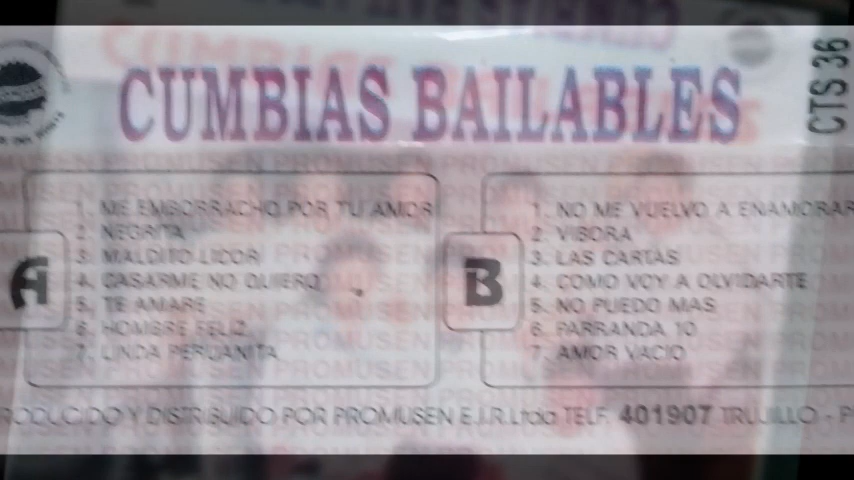 CUMBIAS BAILABLES
CTS 36
A
1. ME EMBORRACHO POR TU AMOR
2. NEGRITA
3. MALDITO LICOR
4. CASARME NO QUIERO
5. TE AMARE
6. HOMBRE FELIZ
7. LINDA PERUANITA
B
1. NO ME VUELVO A ENAMORAR
2. VIBORA
3. LAS CARTAS
4. COMO VOY A OLVIDARTE
5. NO PUEDO MAS
6. PARRANDA 10
7. AMOR VACIO
RODUCIDO Y DISTRIBUIDO POR PROMUSEN E.I.R.Ltda TELF. 401907 TRUJILLO - P